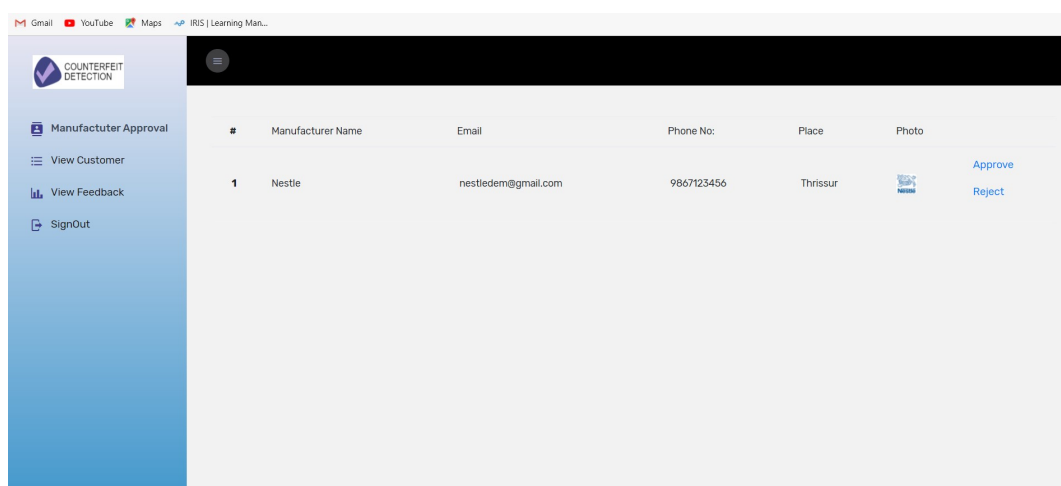 Gmail YouTube Maps IRIS | Learning Man...
COUNTERFEIT
DETECTION
Manufactuter Approval
View Customer
View Feedback
SignOut
# Manufacturer Name Email Phone No: Place Photo
1 Nestle nestledem@gmail.com 9867123456 Thrissur Nestlé
Approve
Reject